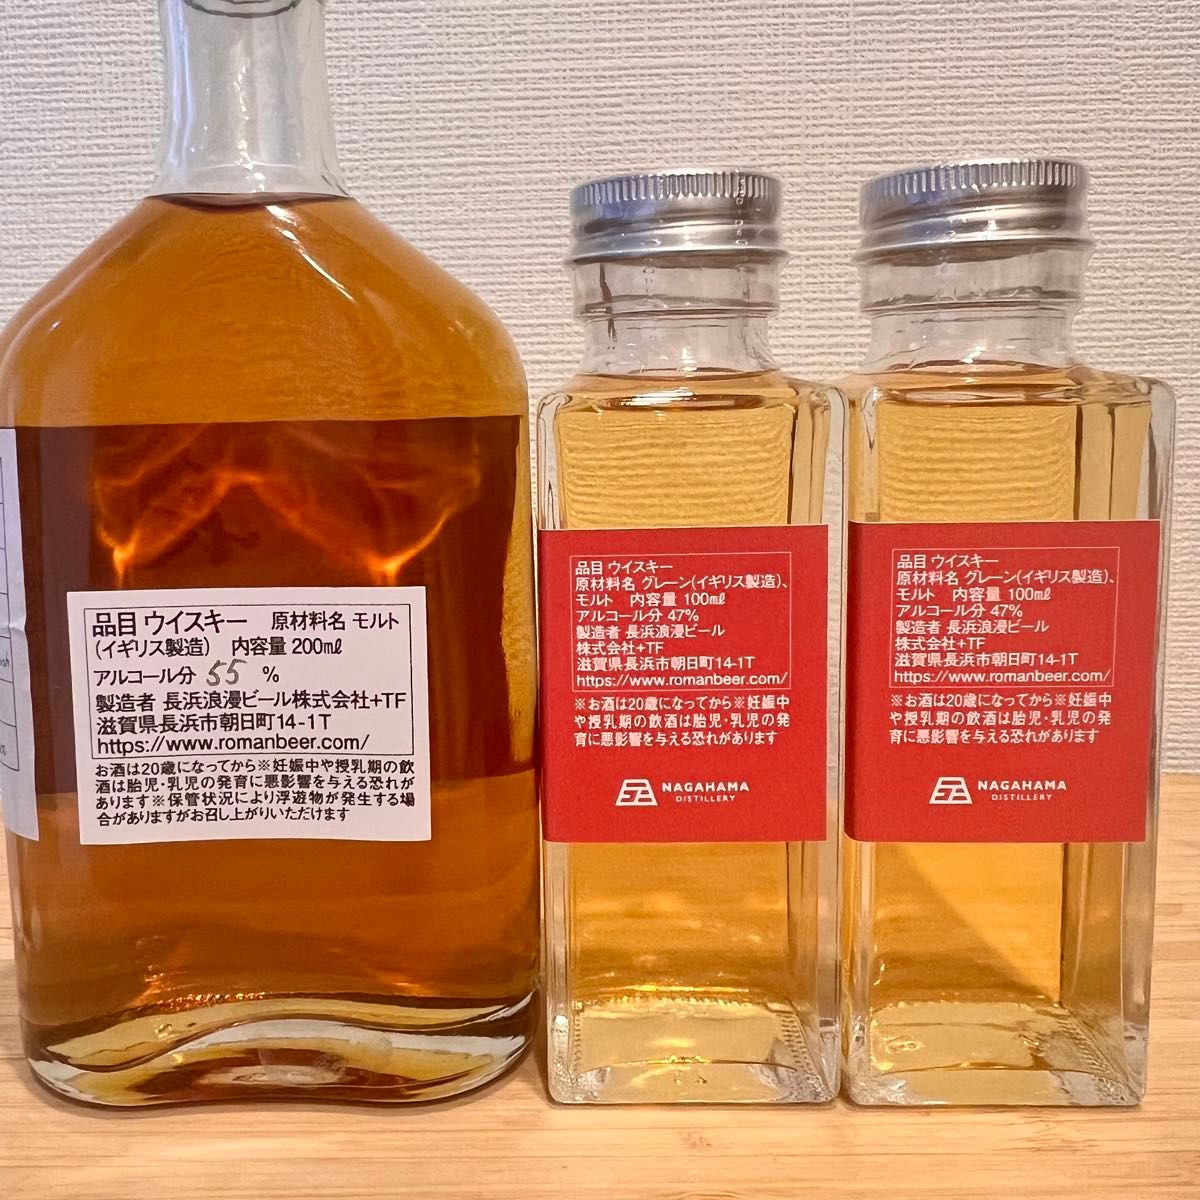 品目 ウイスキー 原材料名 モルト
(イギリス製造) 内容量 200㎖
アルコール分 55 %
製造者 長浜浪漫ビール株式会社+TF
滋賀県長浜市朝日町14-1T
https://www.romanbeer.com/
お酒は20歳になってから※妊娠中や授乳期の飲
酒は胎児・乳児の発育に悪影響を与える恐れが
あります※保管状況により浮遊物が発生する場
合がありますがお召し上がりいただけます
品目 ウイスキー
原材料名 グレーン(イギリス製造)、
モルト 内容量 100㎖
アルコール分 47%
製造者 長浜浪漫ビール
株式会社+TF
滋賀県長浜市朝日町14-1T
https://www.romanbeer.com/
※お酒は20歳になってから※妊娠中
や授乳期の飲酒は胎児・乳児の発
育に悪影響を与える恐れがあります
NAGAHAMA
DISTILLERY
品目 ウイスキー
原材料名 グレーン(イギリス製造)、
モルト 内容量 100㎖
アルコール分 47%
製造者 長浜浪漫ビール
株式会社+TF
滋賀県長浜市朝日町14-1T
https://www.romanbeer.com/
※お酒は20歳になってから※妊娠中
や授乳期の飲酒は胎児・乳児の発
育に悪影響を与える恐れがあります
NAGAHAMA
DISTILLERY